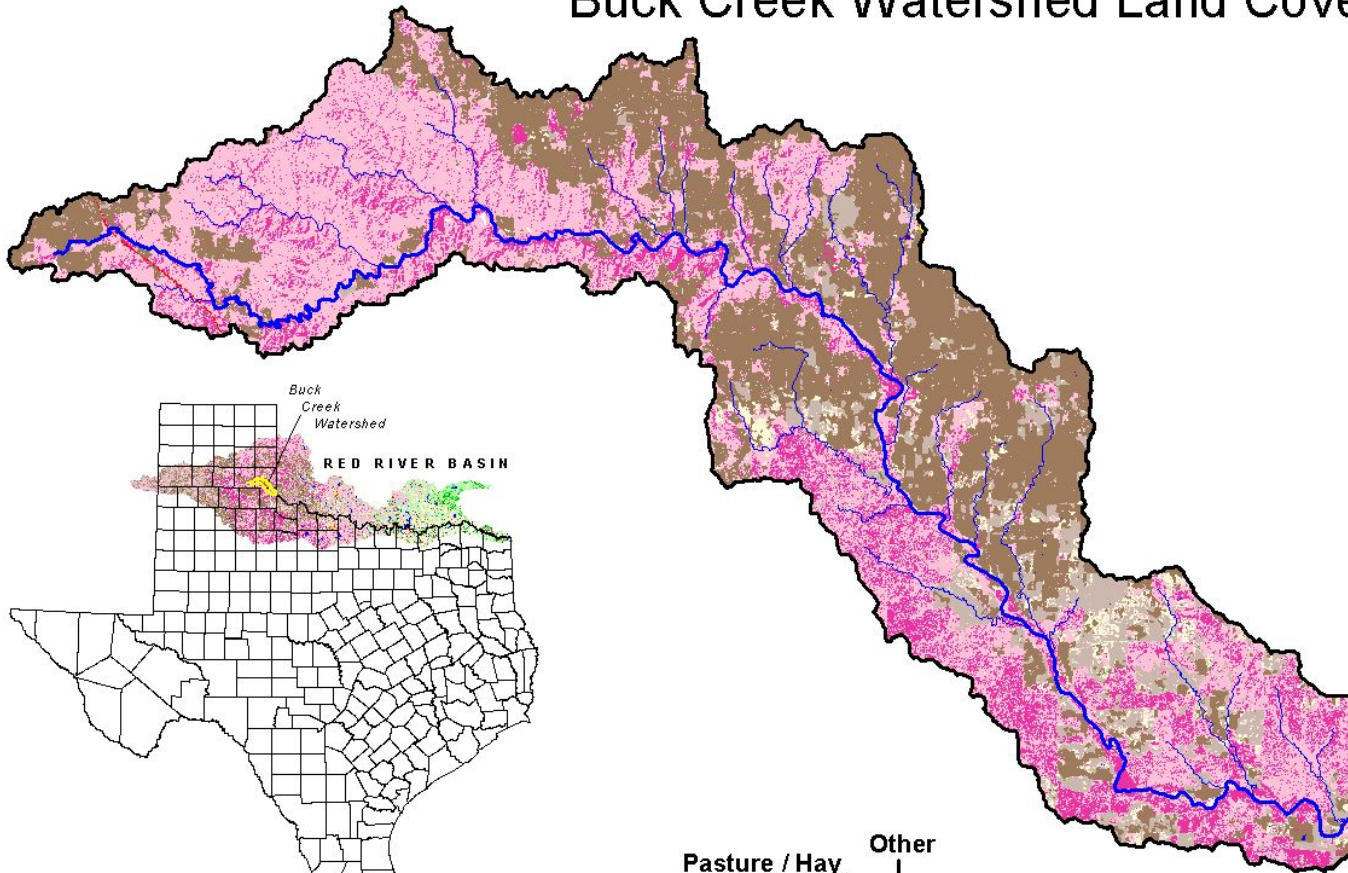 Buck Creek Watershed Land Cove
Buck
Creek
Watershed
RED RIVER BASIN
Other
Pasture / Hay